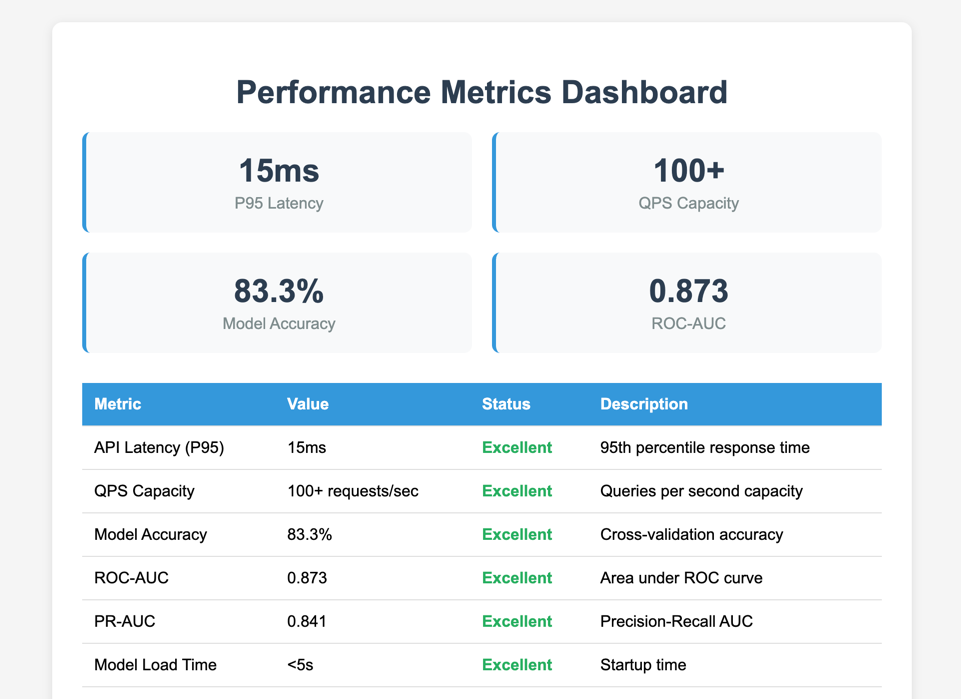 Performance Metrics Dashboard
15ms
P95 Latency
100+
QPS Capacity
83.3%
Model Accuracy
0.873
ROC-AUC
Metric Value Status Description
API Latency (P95) 15ms Excellent 95th percentile response time
QPS Capacity 100+ requests/sec Excellent Queries per second capacity
Model Accuracy 83.3% Excellent Cross-validation accuracy
ROC-AUC 0.873 Excellent Area under ROC curve
PR-AUC 0.841 Excellent Precision-Recall AUC
Model Load Time <5s Excellent Startup time